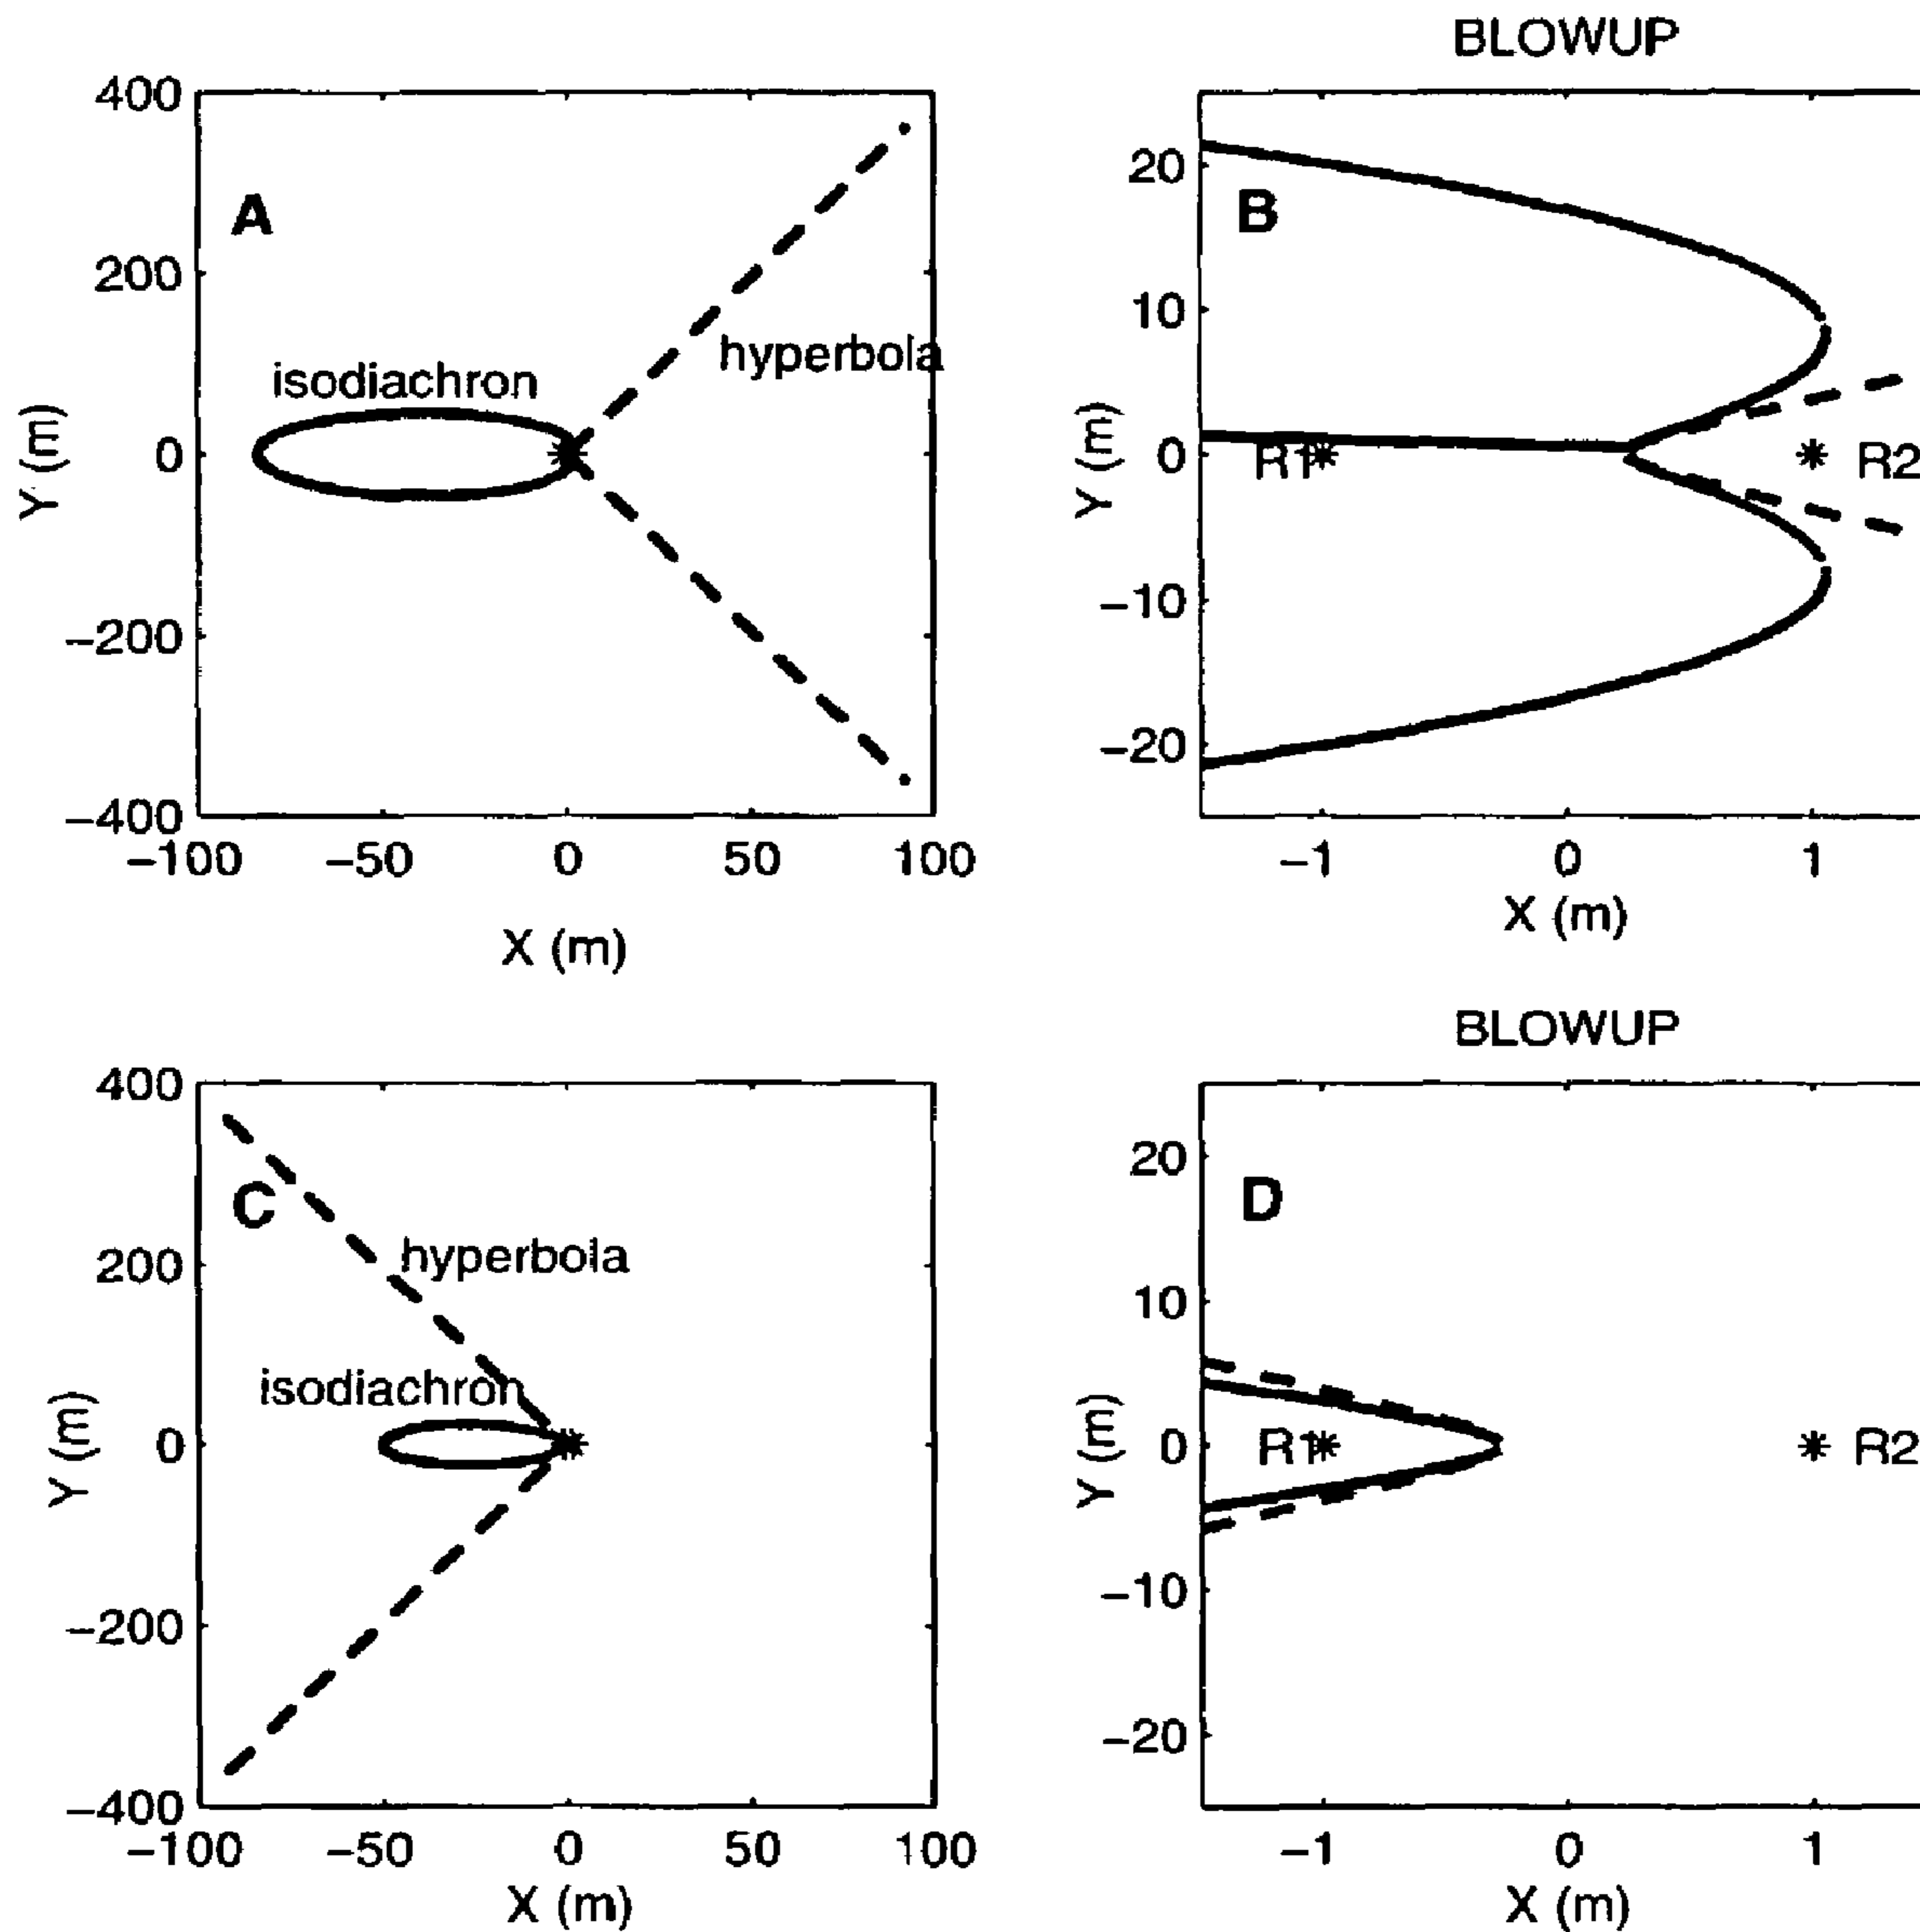 400
200
0
−200
−400
Y (m)
A
isodiachron
hyperbola
−100
−50
0
50
100
X (m)
BLOWUP
20
10
0
−10
−20
Y (m)
B
R1
R2
−1
0
1
X (m)
400
200
0
−200
−400
Y (m)
C
hyperbola
isodiachron
−100
−50
0
50
100
X (m)
BLOWUP
20
10
0
−10
−20
Y (m)
D
R1
R2
−1
0
1
X (m)